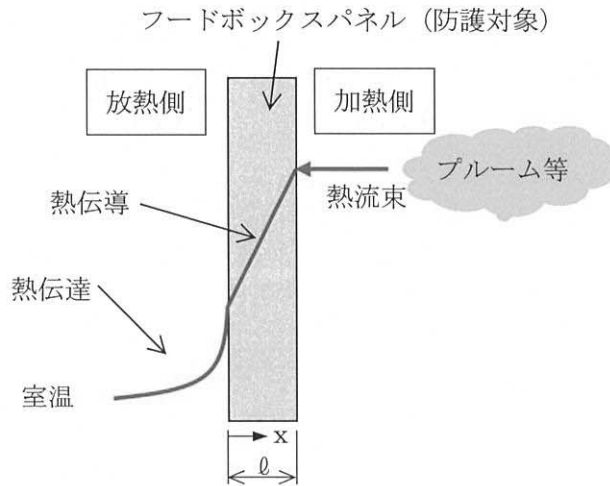 フードボックスパネル（防護対象）
放熱側
加熱側
プルーム等
熱流束
熱伝導
熱伝達
室温
x
ℓ